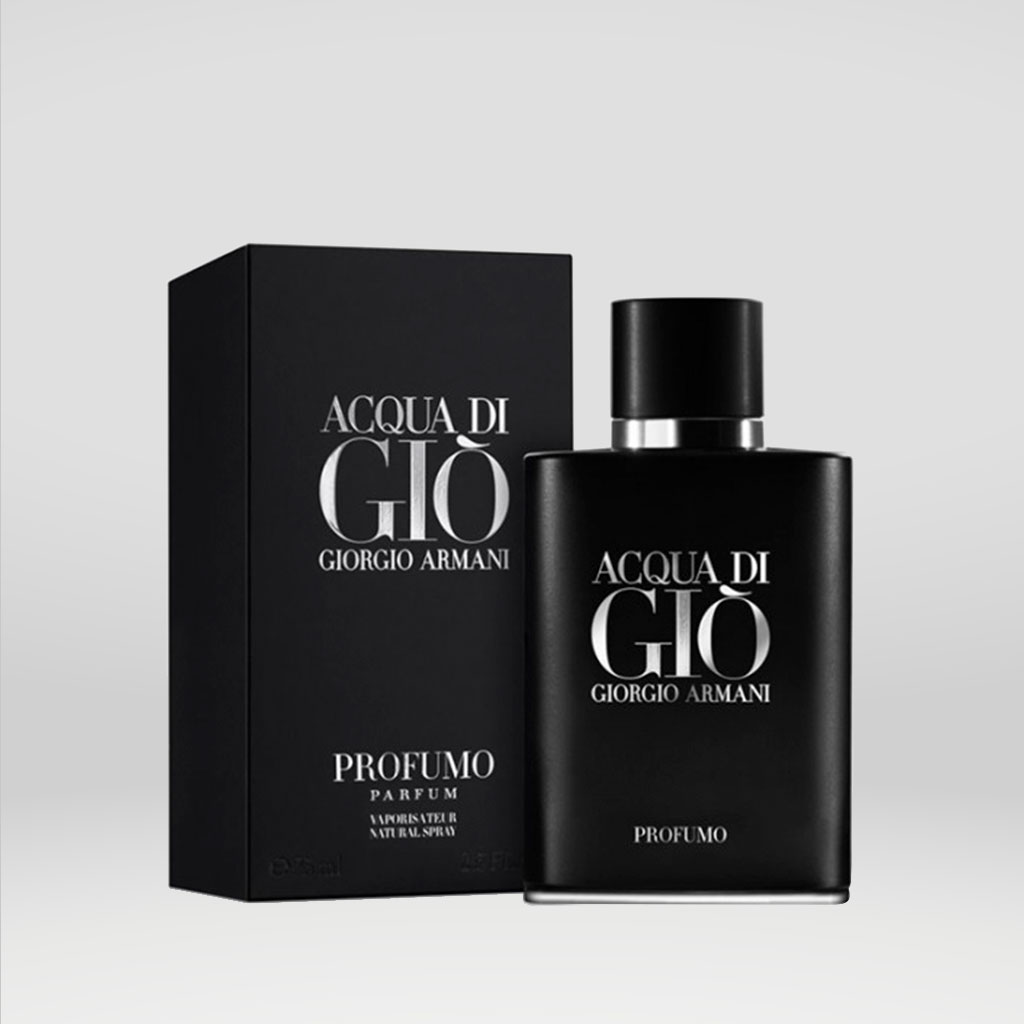 ACQUA DI
GIÒ
GIORGIO ARMANI
PROFUMO
PARFUM
VAPORISATEUR
NATURAL SPRAY
ACQUA DI
GIÒ
GIORGIO ARMANI
PROFUMO